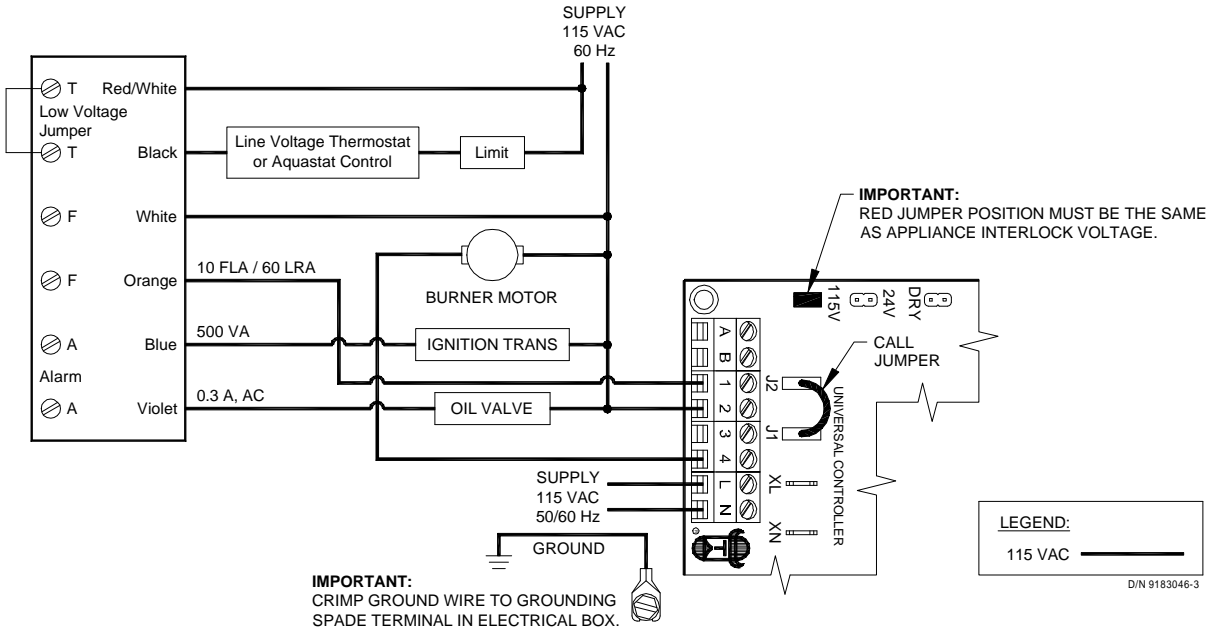 SUPPLY
115 VAC
60 Hz
T Red/White
Low Voltage
Jumper
T Black
Line Voltage Thermostat
or Aquastat Control
Limit
F White
F Orange
10 FLA / 60 LRA
BURNER MOTOR
A Blue
500 VA
IGNITION TRANS
Alarm
A Violet
0.3 A, AC
OIL VALVE
IMPORTANT:
RED JUMPER POSITION MUST BE THE SAME
AS APPLIANCE INTERLOCK VOLTAGE.
115V
24V
DRY
CALL
JUMPER
A
B
1
2
3
4
L
N
J2
J1
XL
XN
UNIVERSAL CONTROLLER
SUPPLY
115 VAC
50/60 Hz
GROUND
IMPORTANT:
CRIMP GROUND WIRE TO GROUNDING
SPADE TERMINAL IN ELECTRICAL BOX.
LEGEND:
115 VAC
D/N 9183046-3